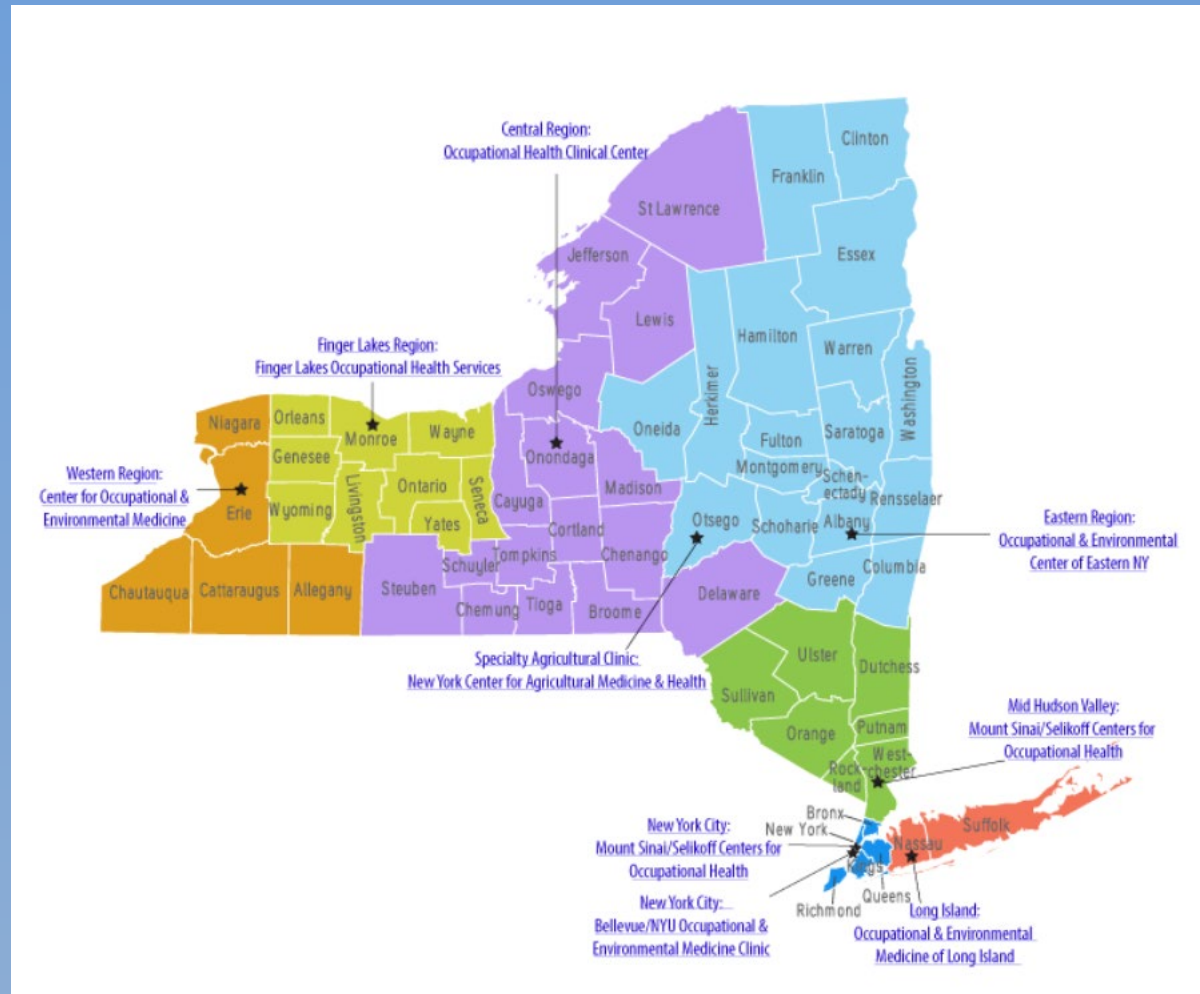 Central Region:
Occupational Health Clinical Center
Clinton
Franklin
St Lawrence
Essex
Jefferson
Lewis
Hamilton
Warren
Washington
Herkimer
Finger Lakes Region:
Finger Lakes Occupational Health Services
Oswego
Oneida
Fulton
Saratoga
Niagara
Orleans
Monroe
Wayne
Genesee
Onondaga
Madison
Montgomery
Schen-
ectady
Rensselaer
Western Region:
Center for Occupational &
Environmental Medicine
Erie
Wyoming
Livingston
Ontario
Seneca
Yates
Cayuga
Cortland
Otsego
Schoharie
Albany
Eastern Region:
Occupational & Environmental
Center of Eastern NY
Chautauqua
Cattaraugus
Allegany
Steuben
Schuyler
Tompkins
Chenango
Chemung
Tioga
Broome
Delaware
Greene
Columbia
Specialty Agricultural Clinic:
New York Center for Agricultural Medicine & Health
Ulster
Dutchess
Sullivan
Orange
Putnam
West-
chester
Rock-
land
Mid Hudson Valley:
Mount Sinai/Selikoff Centers for
Occupational Health
Bronx
New York
New York City:
Mount Sinai/Selikoff Centers for
Occupational Health
Kings
Nassau
Suffolk
Queens
Richmond
New York City:
Bellevue/NYU Occupational &
Environmental Medicine Clinic
Long Island:
Occupational & Environmental
Medicine of Long Island